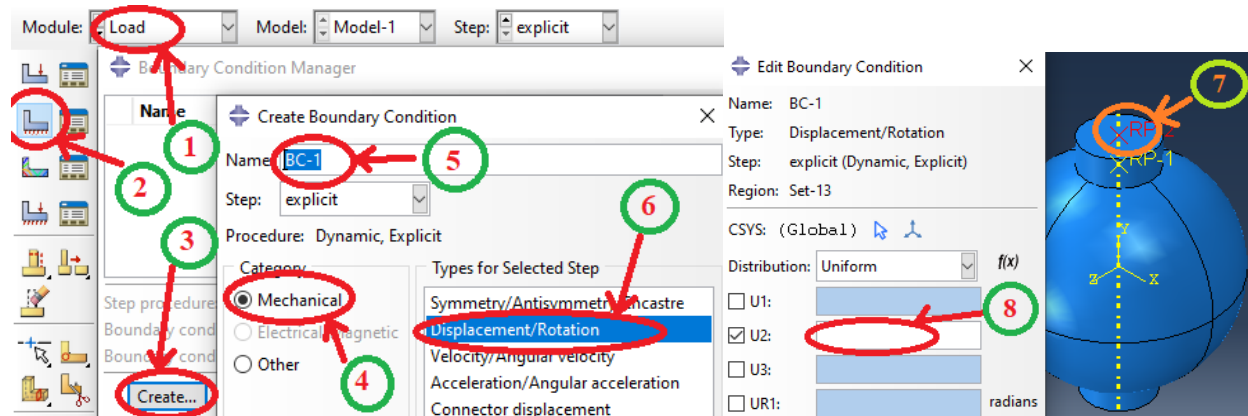 Module: Load Model: Model-1 Step: explicit
Boundary Condition Manager
Name
Create Boundary Condition
Name: BC-1
Step: explicit
Procedure: Dynamic, Explicit
Category
Mechanical
Electrical/Magnetic
Other
Types for Selected Step
Symmetry/Antisymmetry/Encastre
Displacement/Rotation
Velocity/Angular velocity
Acceleration/Angular acceleration
Connector displacement
Step procedure:
Boundary cond
Boundary cond
Create...
1
2
3
4
5
6
Edit Boundary Condition
Name: BC-1
Type: Displacement/Rotation
Step: explicit (Dynamic, Explicit)
Region: Set-13
CSYS: (Global)
Distribution: Uniform f(x)
U1:
U2:
U3:
UR1: radians
8
7
RP-2
RP-1
Y
Y
Z X